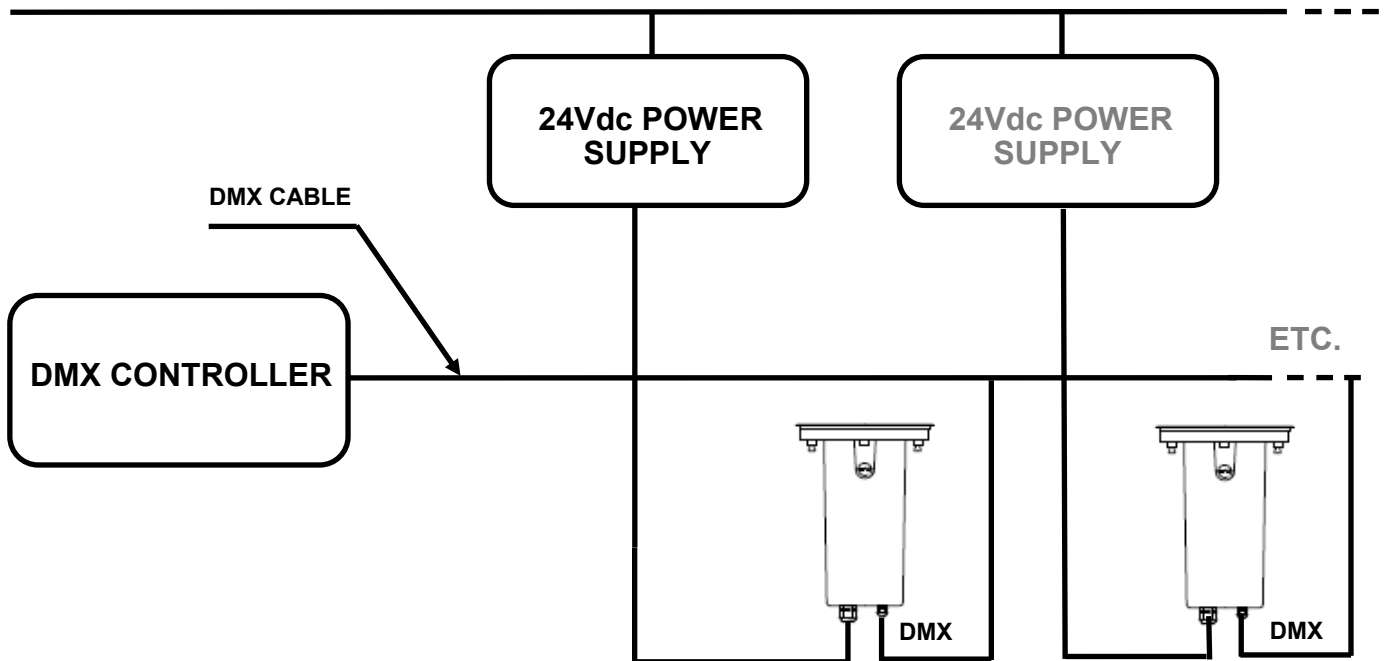 24Vdc POWER
SUPPLY
24Vdc POWER
SUPPLY
DMX CABLE
DMX CONTROLLER
ETC.
DMX
DMX